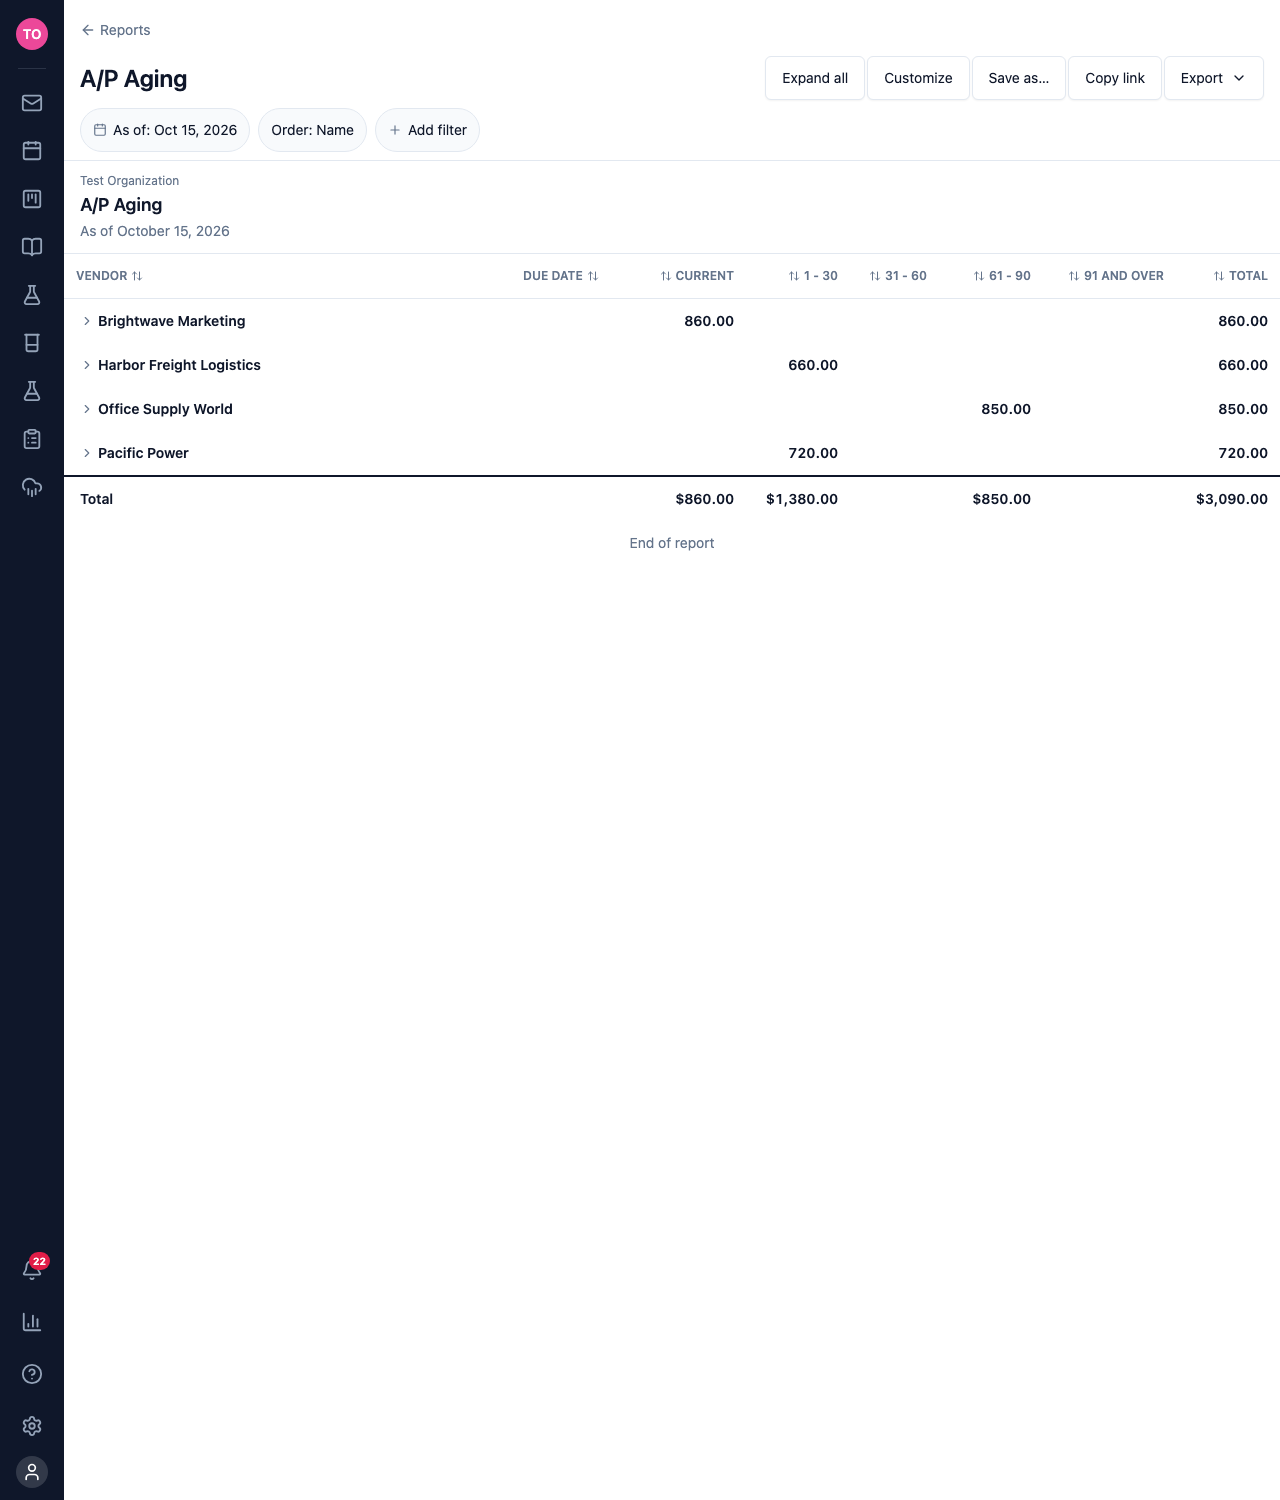 TO
Reports
A/P Aging
Expand all
Customize
Save as...
Copy link
Export
As of: Oct 15, 2026
Order: Name
Add filter
Test Organization
A/P Aging
As of October 15, 2026
VENDOR DUE DATE CURRENT 1 - 30 31 - 60 61 - 90 91 AND OVER TOTAL
Brightwave Marketing 860.00 860.00
Harbor Freight Logistics 660.00 660.00
Office Supply World 850.00 850.00
Pacific Power 720.00 720.00
Total $860.00 $1,380.00 $850.00 $3,090.00
End of report
22